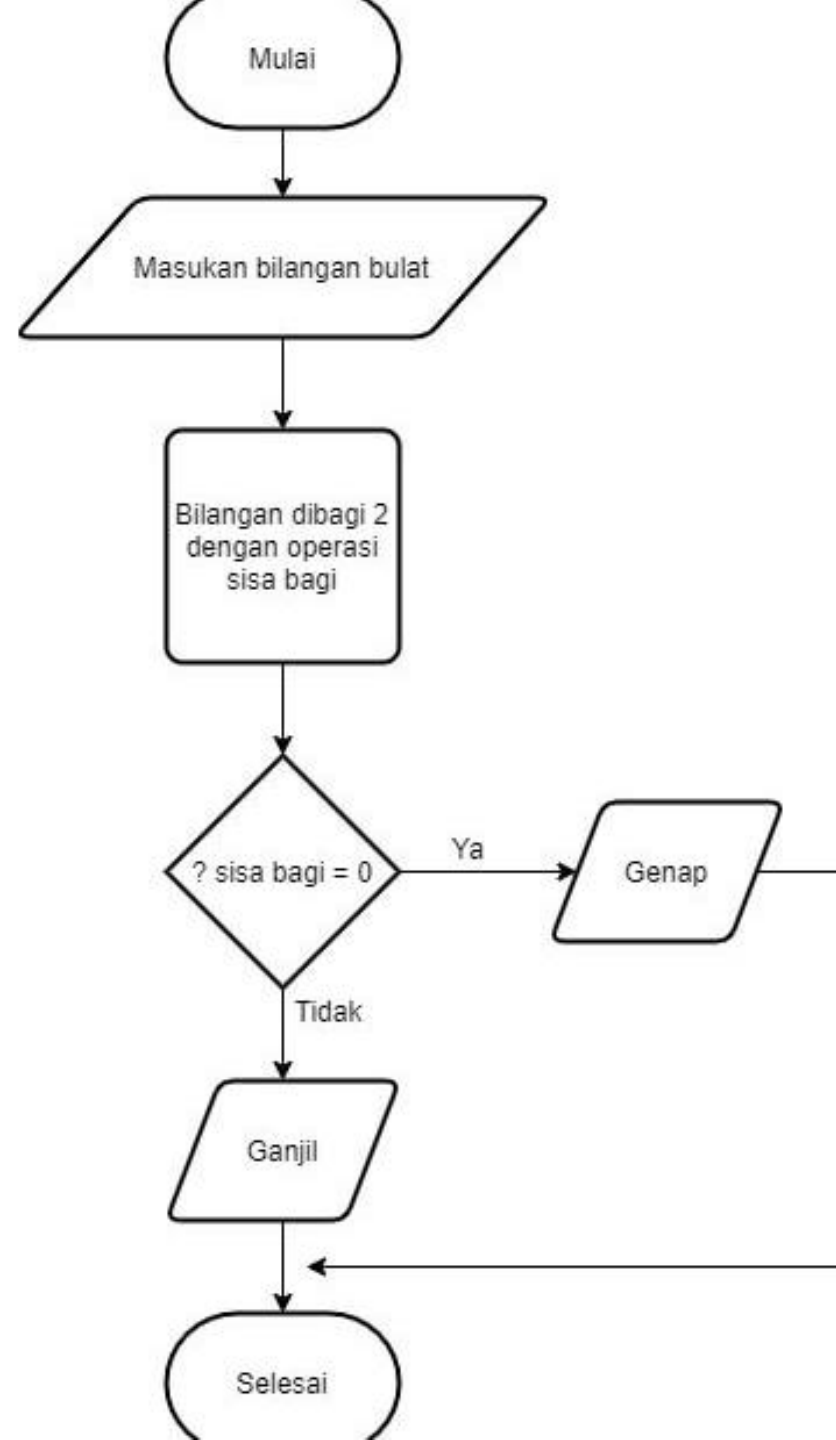 Mulai
Masukan bilangan bulat
Bilangan dibagi 2
dengan operasi
sisa bagi
? sisa bagi = 0
Ya
Genap
Tidak
Ganjil
Selesai